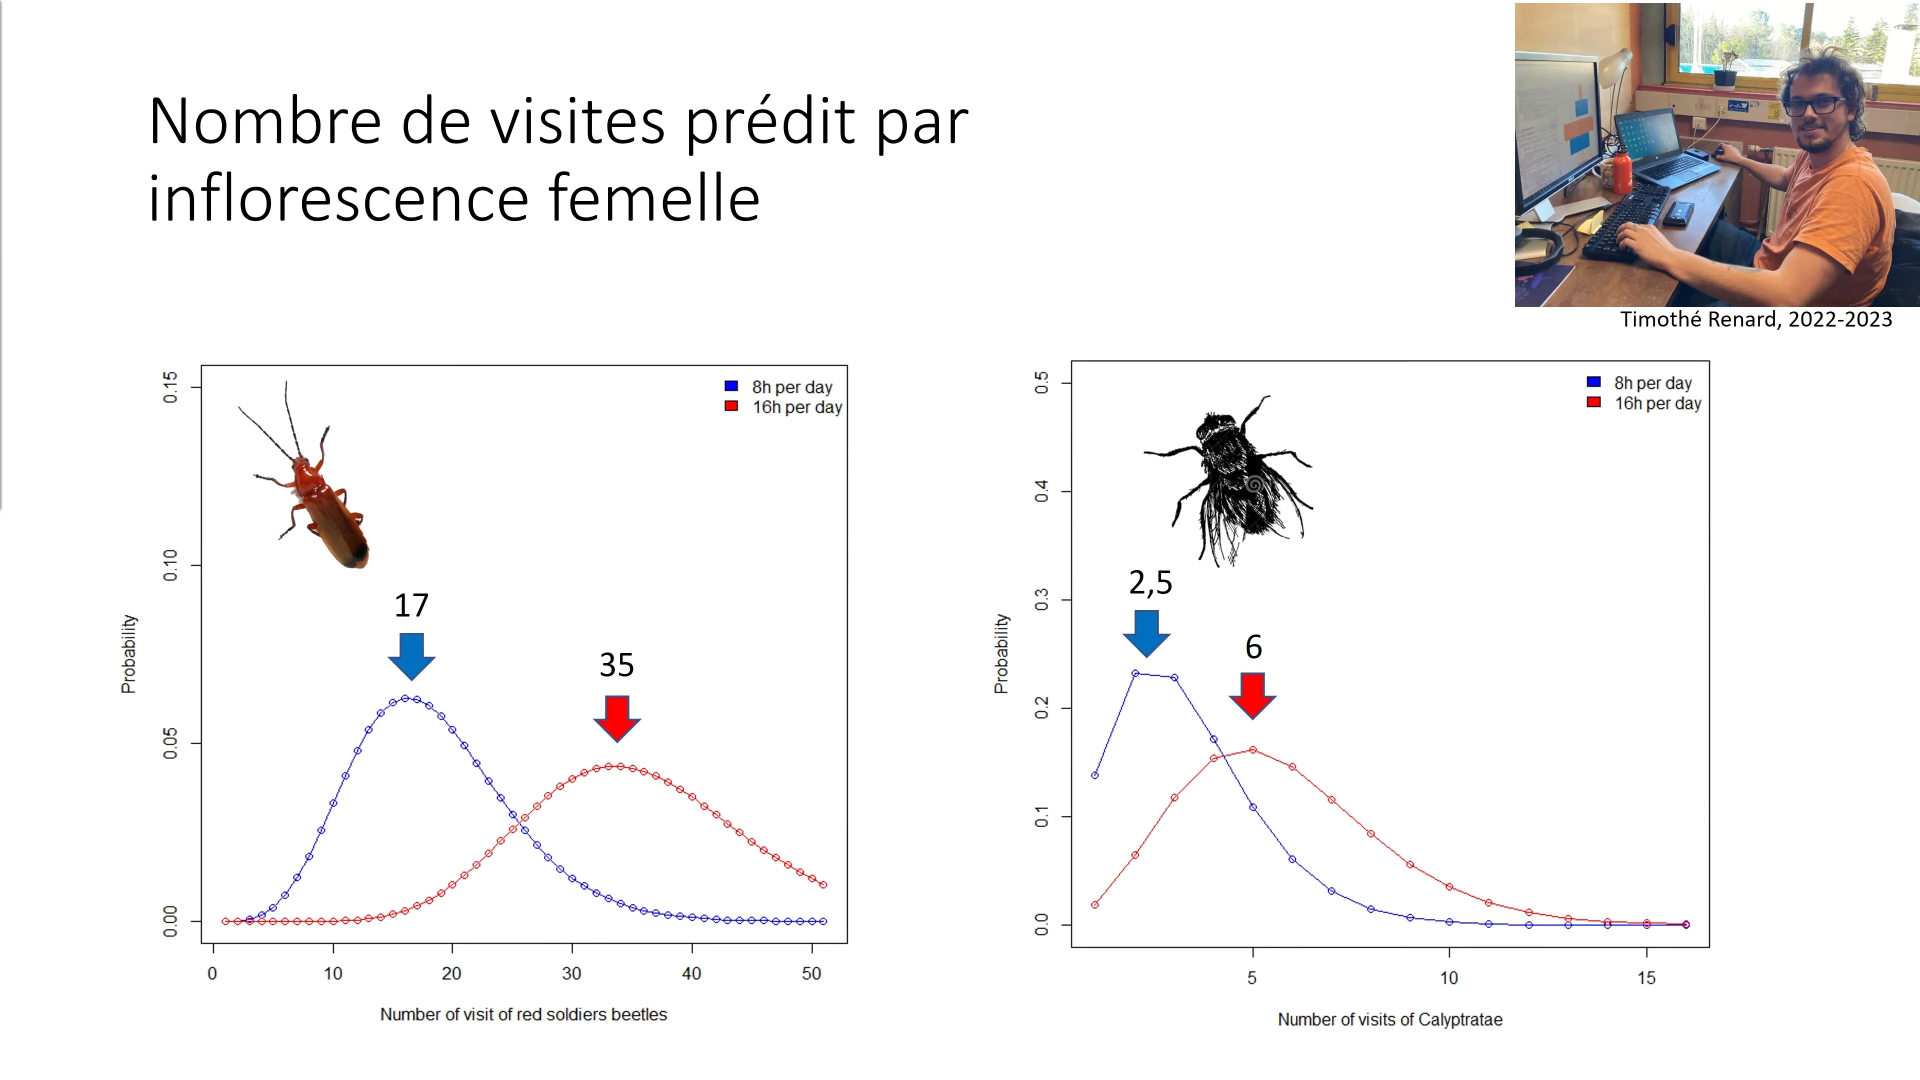 Nombre de visites prédit par
inflorescence femelle
Timothé Renard, 2022-2023
8h per day
16h per day
17
35
Probability
0.15
0.10
0.05
0.00
0 10 20 30 40 50
Number of visit of red soldiers beetles
8h per day
16h per day
2,5
6
Probability
0.5
0.4
0.3
0.2
0.1
0.0
5 10 15
Number of visits of Calyptratae